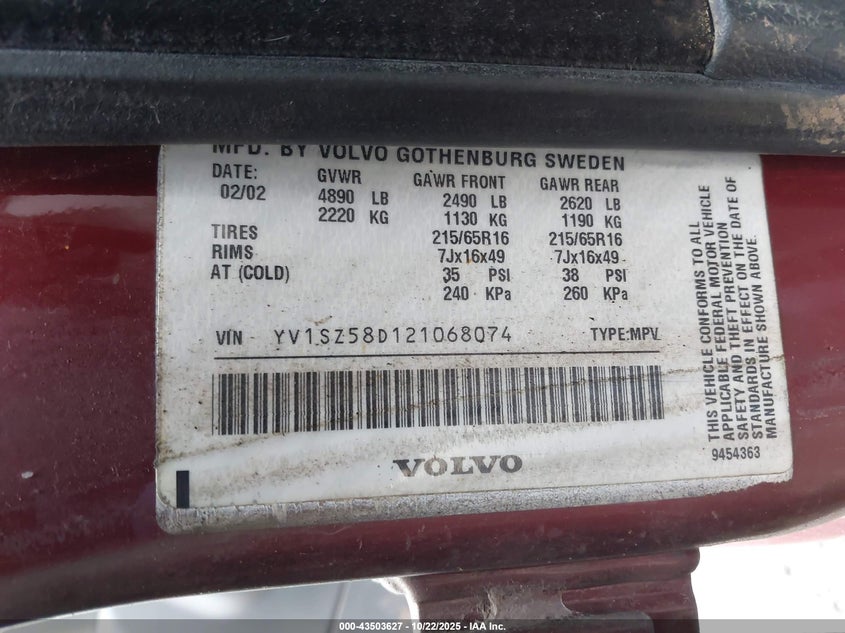 MFD. BY VOLVO GOTHENBURG SWEDEN
DATE: GVWR GAWR FRONT GAWR REAR
02/02 4890 LB 2490 LB 2620 LB
2220 KG 1130 KG 1190 KG
TIRES 215/65R16 215/65R16
RIMS 7Jx16x49 7Jx16x49
AT (COLD) 35 PSI 38 PSI
240 KPa 260 KPa
VIN YV1SZ58D121068074 TYPE:MPV
VOLVO
THIS VEHICLE CONFORMS TO ALL
APPLICABLE FEDERAL MOTOR VEHICLE
SAFETY AND THEFT PREVENTION
STANDARDS IN EFFECT ON THE DATE OF
MANUFACTURE SHOWN ABOVE.
9454363
000-43503627 - 10/22/2025 - IAA Inc.